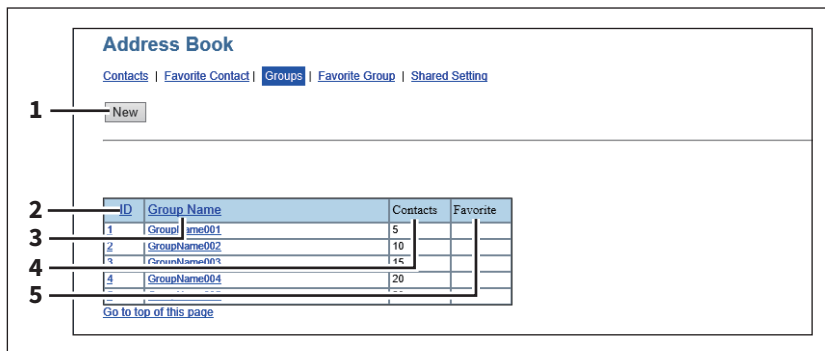 Address Book
Contacts | Favorite Contact | Groups | Favorite Group | Shared Setting
1
New
2
ID Group Name Contacts Favorite
3
1 GroupName001 5
2 GroupName002 10
4
3 GroupName003 15
4 GroupName004 20
5
Go to top of this page